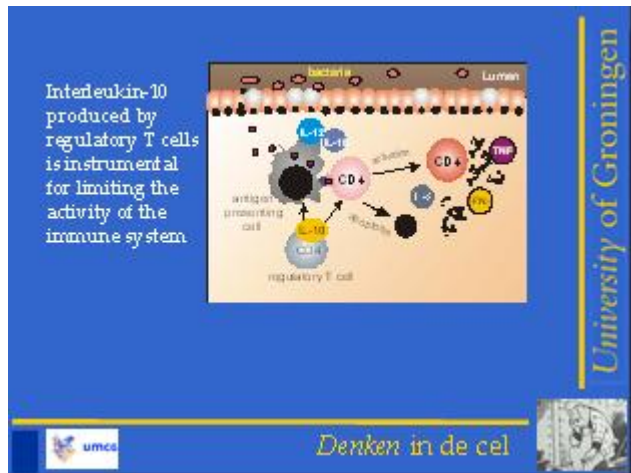 Interleukin-10
produced by
regulatory T cells
is instrumental
for limiting the
activity of the
immune system
bacteria
Lumen
IL-12
CD4
activation
CD4
TNF
antigen
presenting
cell
apoptosis
IL-10
CD4
regulatory T cell
University of Groningen
umcg
Denken in de cel